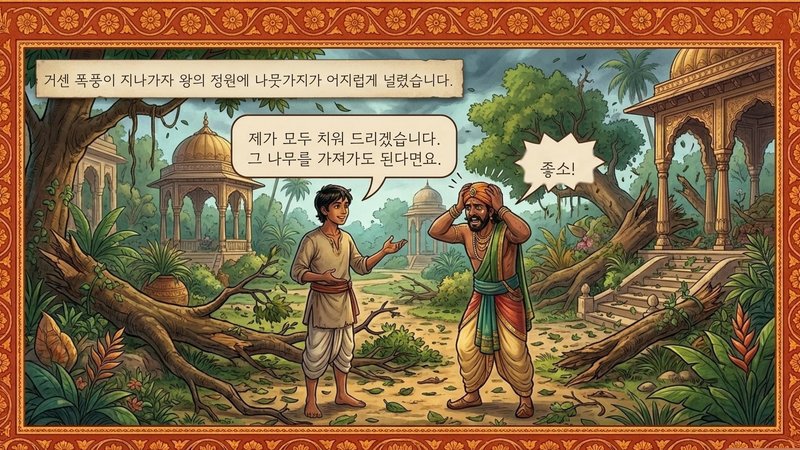 거센 폭풍이 지나가자 왕의 정원에 나뭇가지가 어지럽게 널렸습니다.
제가 모두 치워 드리겠습니다.
그 나무를 가져가도 된다면요.
좋소!